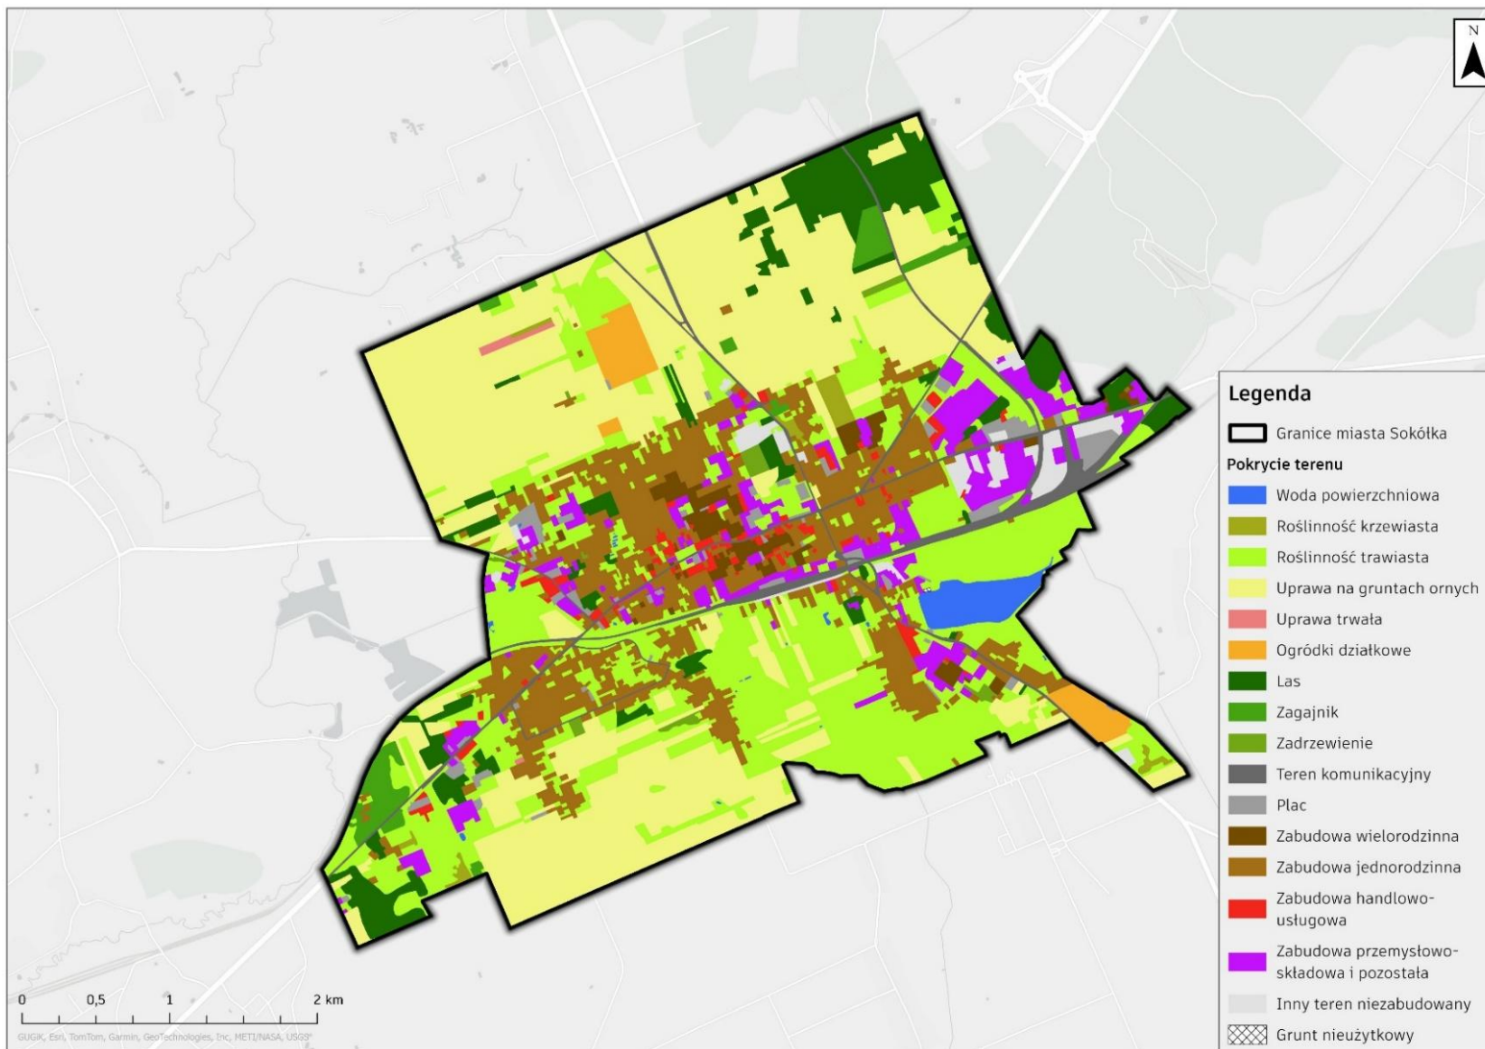 N
Legenda
Granice miasta Sokółka
Pokrycie terenu
Woda powierzchniowa
Roślinność krzewiasta
Roślinność trawiasta
Uprawa na gruntach ornych
Uprawa trwała
Ogródki działkowe
Las
Zagajnik
Zadrzewienie
Teren komunikacyjny
Plac
Zabudowa wielorodzinna
Zabudowa jednorodzinna
Zabudowa handlowo-
usługowa
Zabudowa przemysłowo-
składowa i pozostała
Inny teren niezabudowany
Grunt nieużytkowy
0 0,5 1 2 km
GUGiK, Esri, TomTom, Garmin, GeoTechnologies, Inc, METI/NASA, USGS